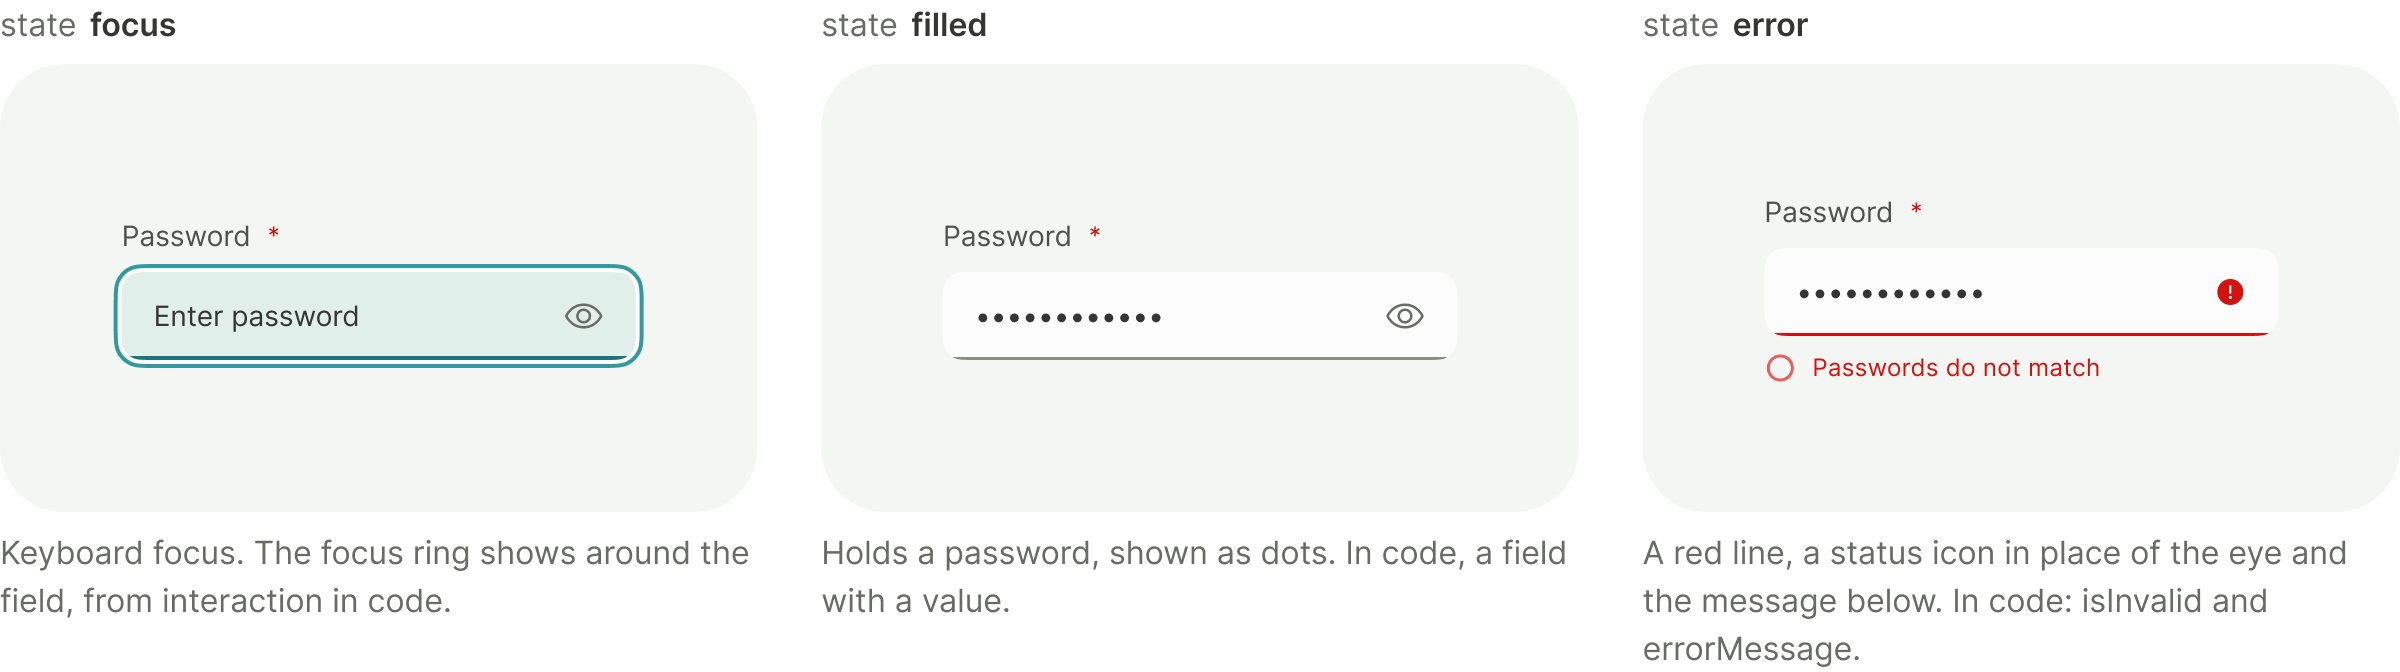 state focus
Password *
Enter password
Keyboard focus. The focus ring shows around the
field, from interaction in code.
state filled
Password *
••••••••••••
Holds a password, shown as dots. In code, a field
with a value.
state error
Password *
••••••••••••
Passwords do not match
A red line, a status icon in place of the eye and
the message below. In code: isInvalid and
errorMessage.